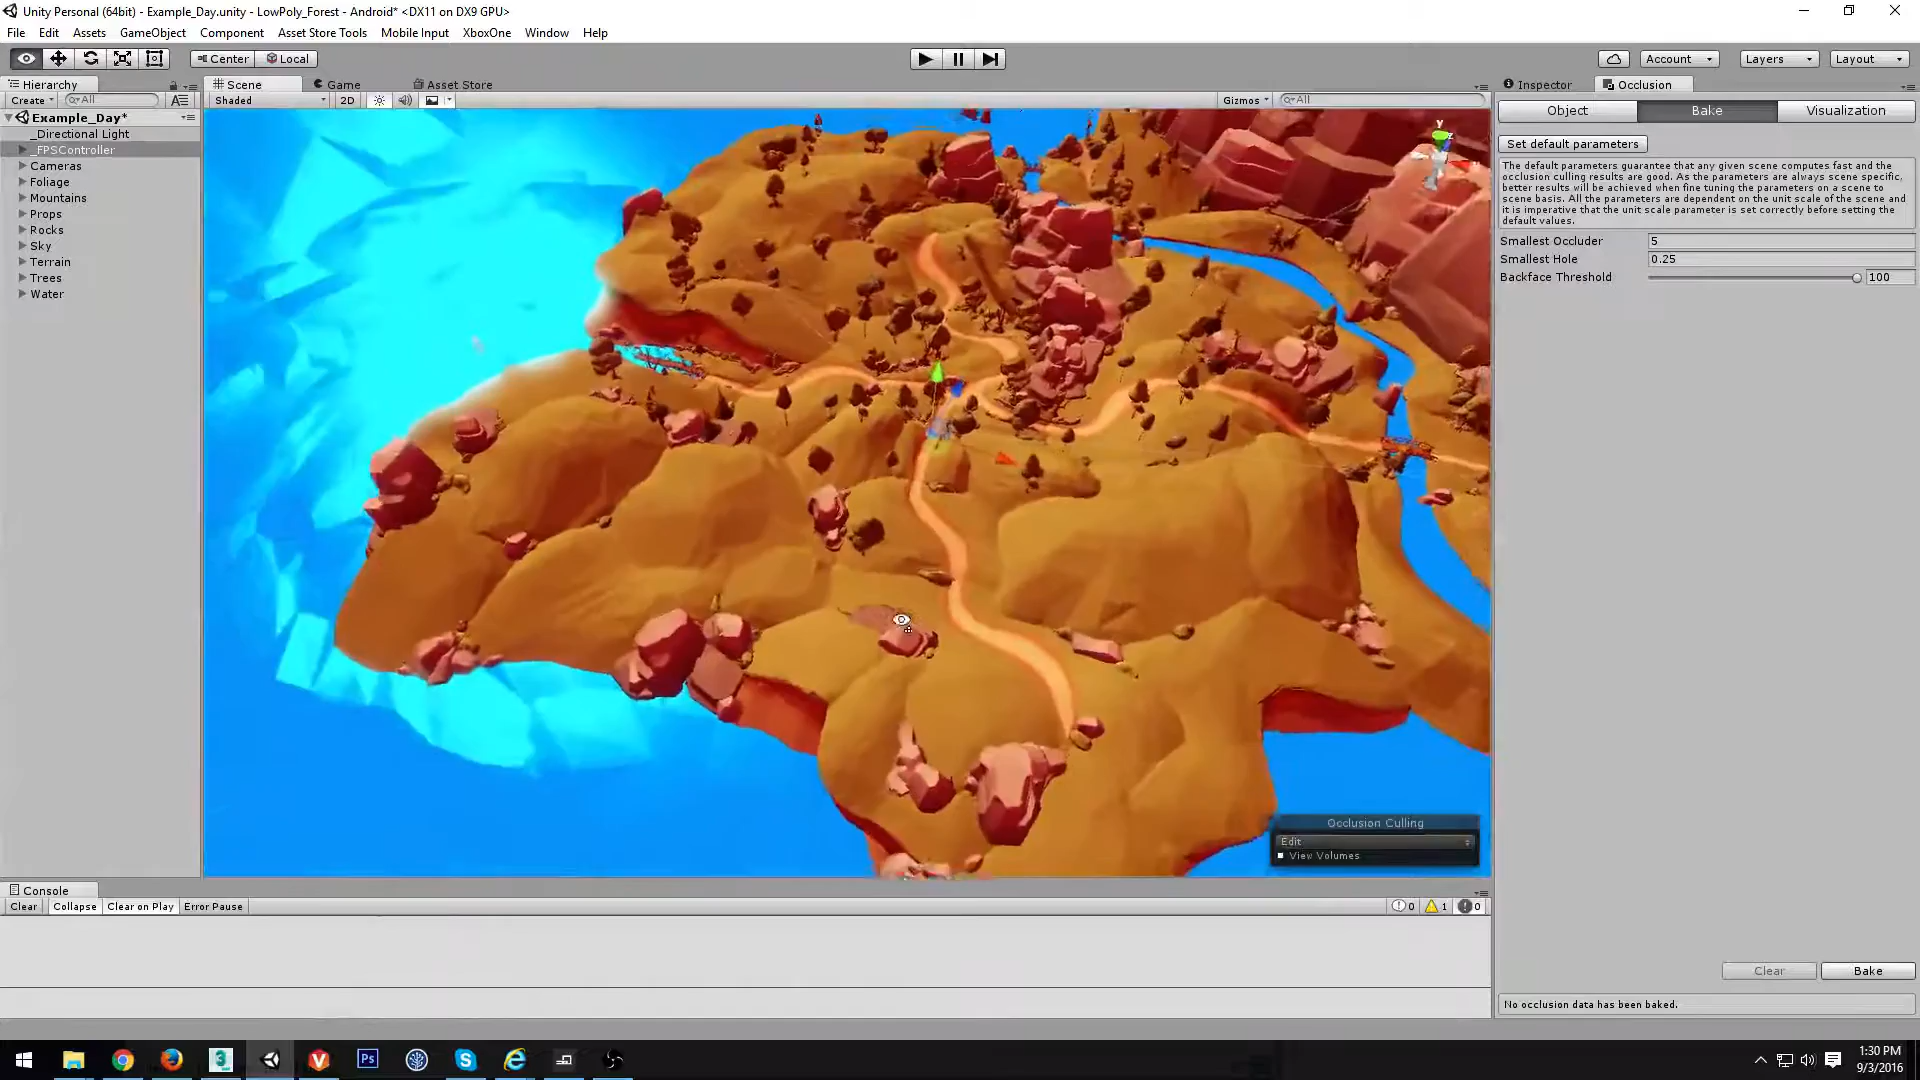 Unity Personal (64bit) - Example_Day.unity - LowPoly_Forest - Android* <DX11 on DX9 GPU>
File Edit Assets GameObject Component Asset Store Tools Mobile Input XboxOne Window Help
Center Local Account Layers Layout
Hierarchy Scene Game Asset Store Inspector Occlusion
Create All Shaded 2D Gizmos All
Object Bake Visualization
Example_Day*
_Directional Light
_FPSController
Cameras
Foliage
Mountains
Props
Rocks
Sky
Terrain
Trees
Water
y
z
Set default parameters
The default parameters guarantee that any given scene computes fast and the
occlusion culling results are good. As the parameters are always scene specific,
better results will be achieved when fine tuning the parameters on a scene to
scene basis. All the parameters are dependent on the unit scale of the scene and
it is imperative that the unit scale parameter is set correctly before setting the
default values.
Smallest Occluder 5
Smallest Hole 0.25
Backface Threshold 100
Occlusion Culling
Edit
View Volumes
Console
Clear Collapse Clear on Play Error Pause 0 1 0
Clear Bake
No occlusion data has been baked.
3 Ps S
1:30 PM
9/3/2016